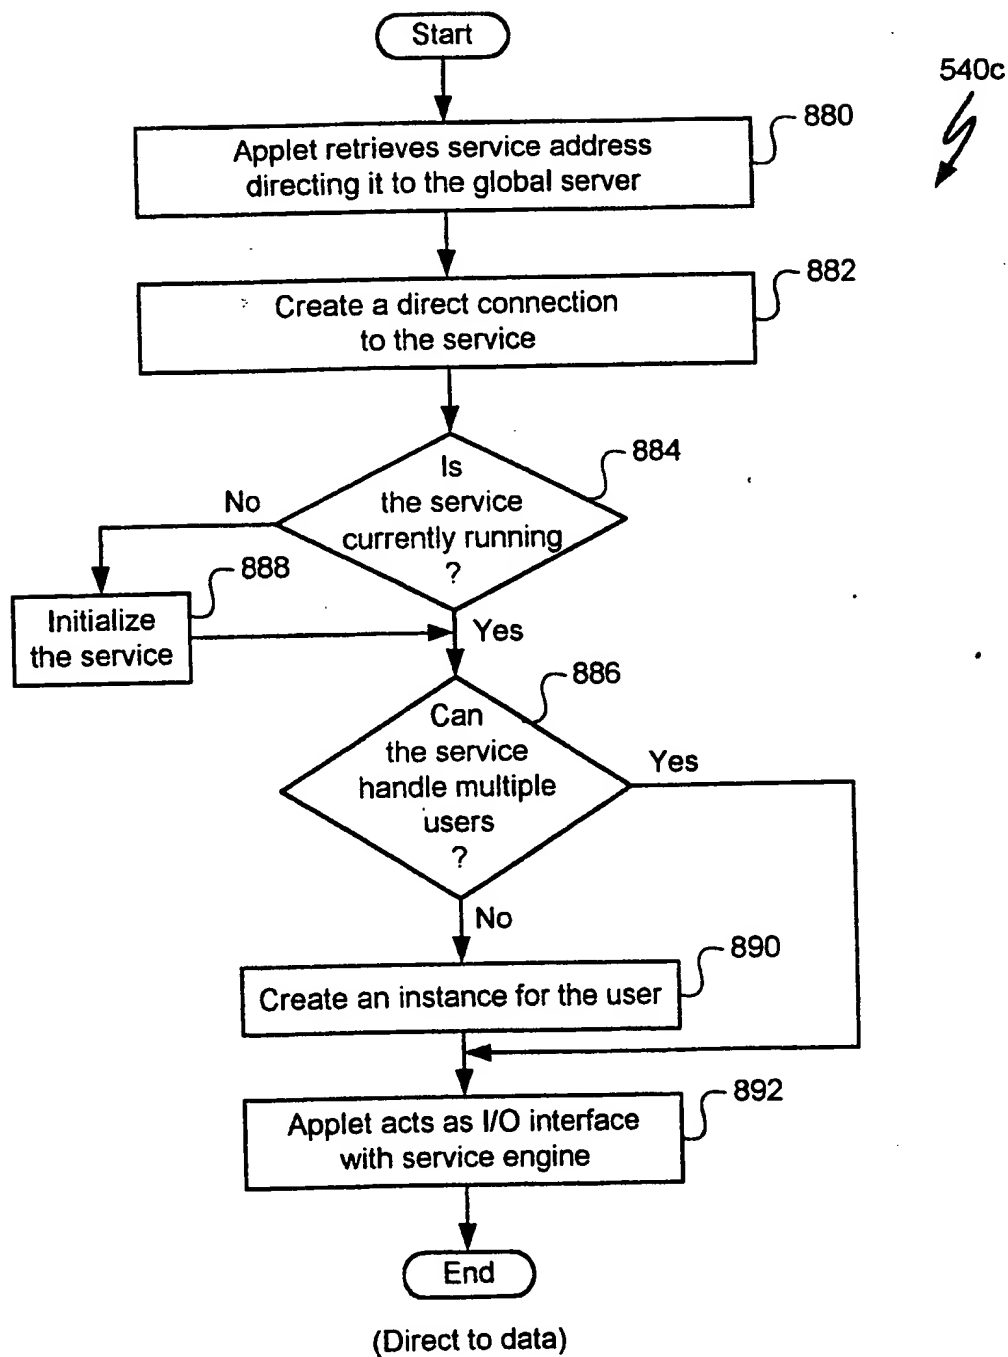 Start
540c
880
Applet retrieves service address
directing it to the global server
882
Create a direct connection
to the service
884
Is
the service
currently running
?
No
888
Initialize
the service
Yes
886
Can
the service
handle multiple
users
?
Yes
No
890
Create an instance for the user
892
Applet acts as I/O interface
with service engine
End
(Direct to data)